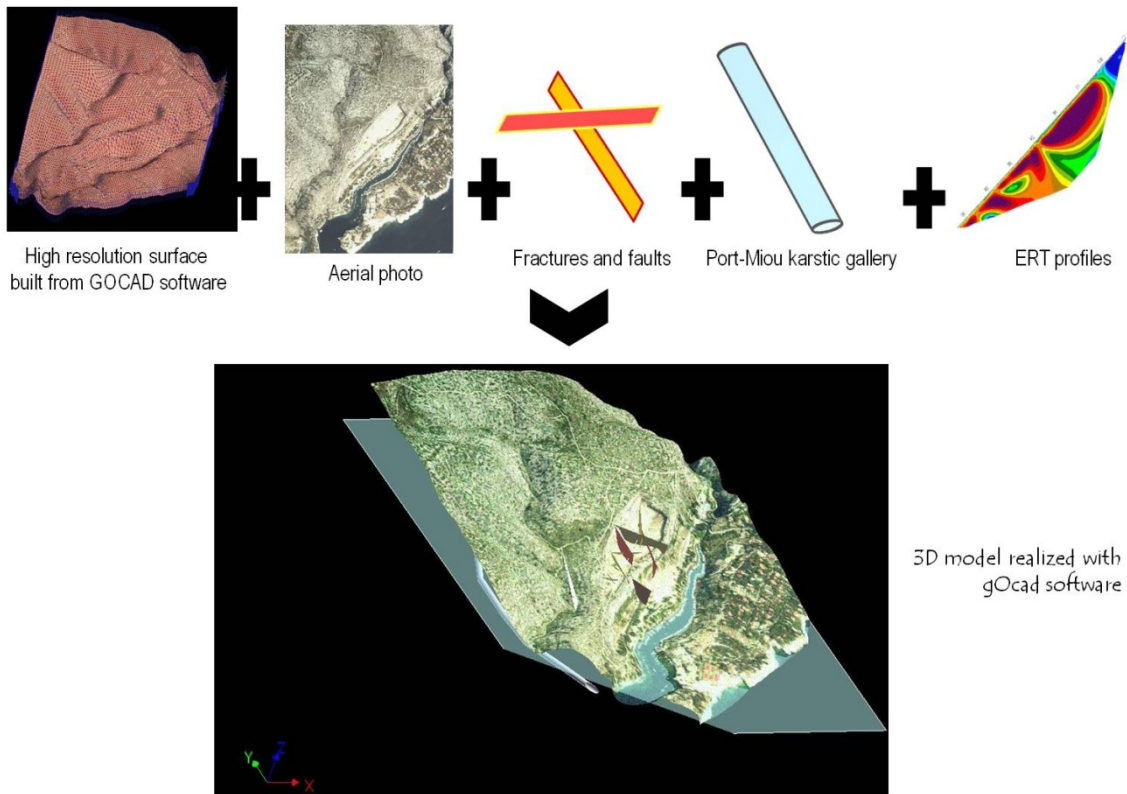 High resolution surface
built from GOCAD software
Aerial photo
Fractures and faults
Port-Miou karstic gallery
ERT profiles
3D model realized with
gOcad software
Z
Y
X